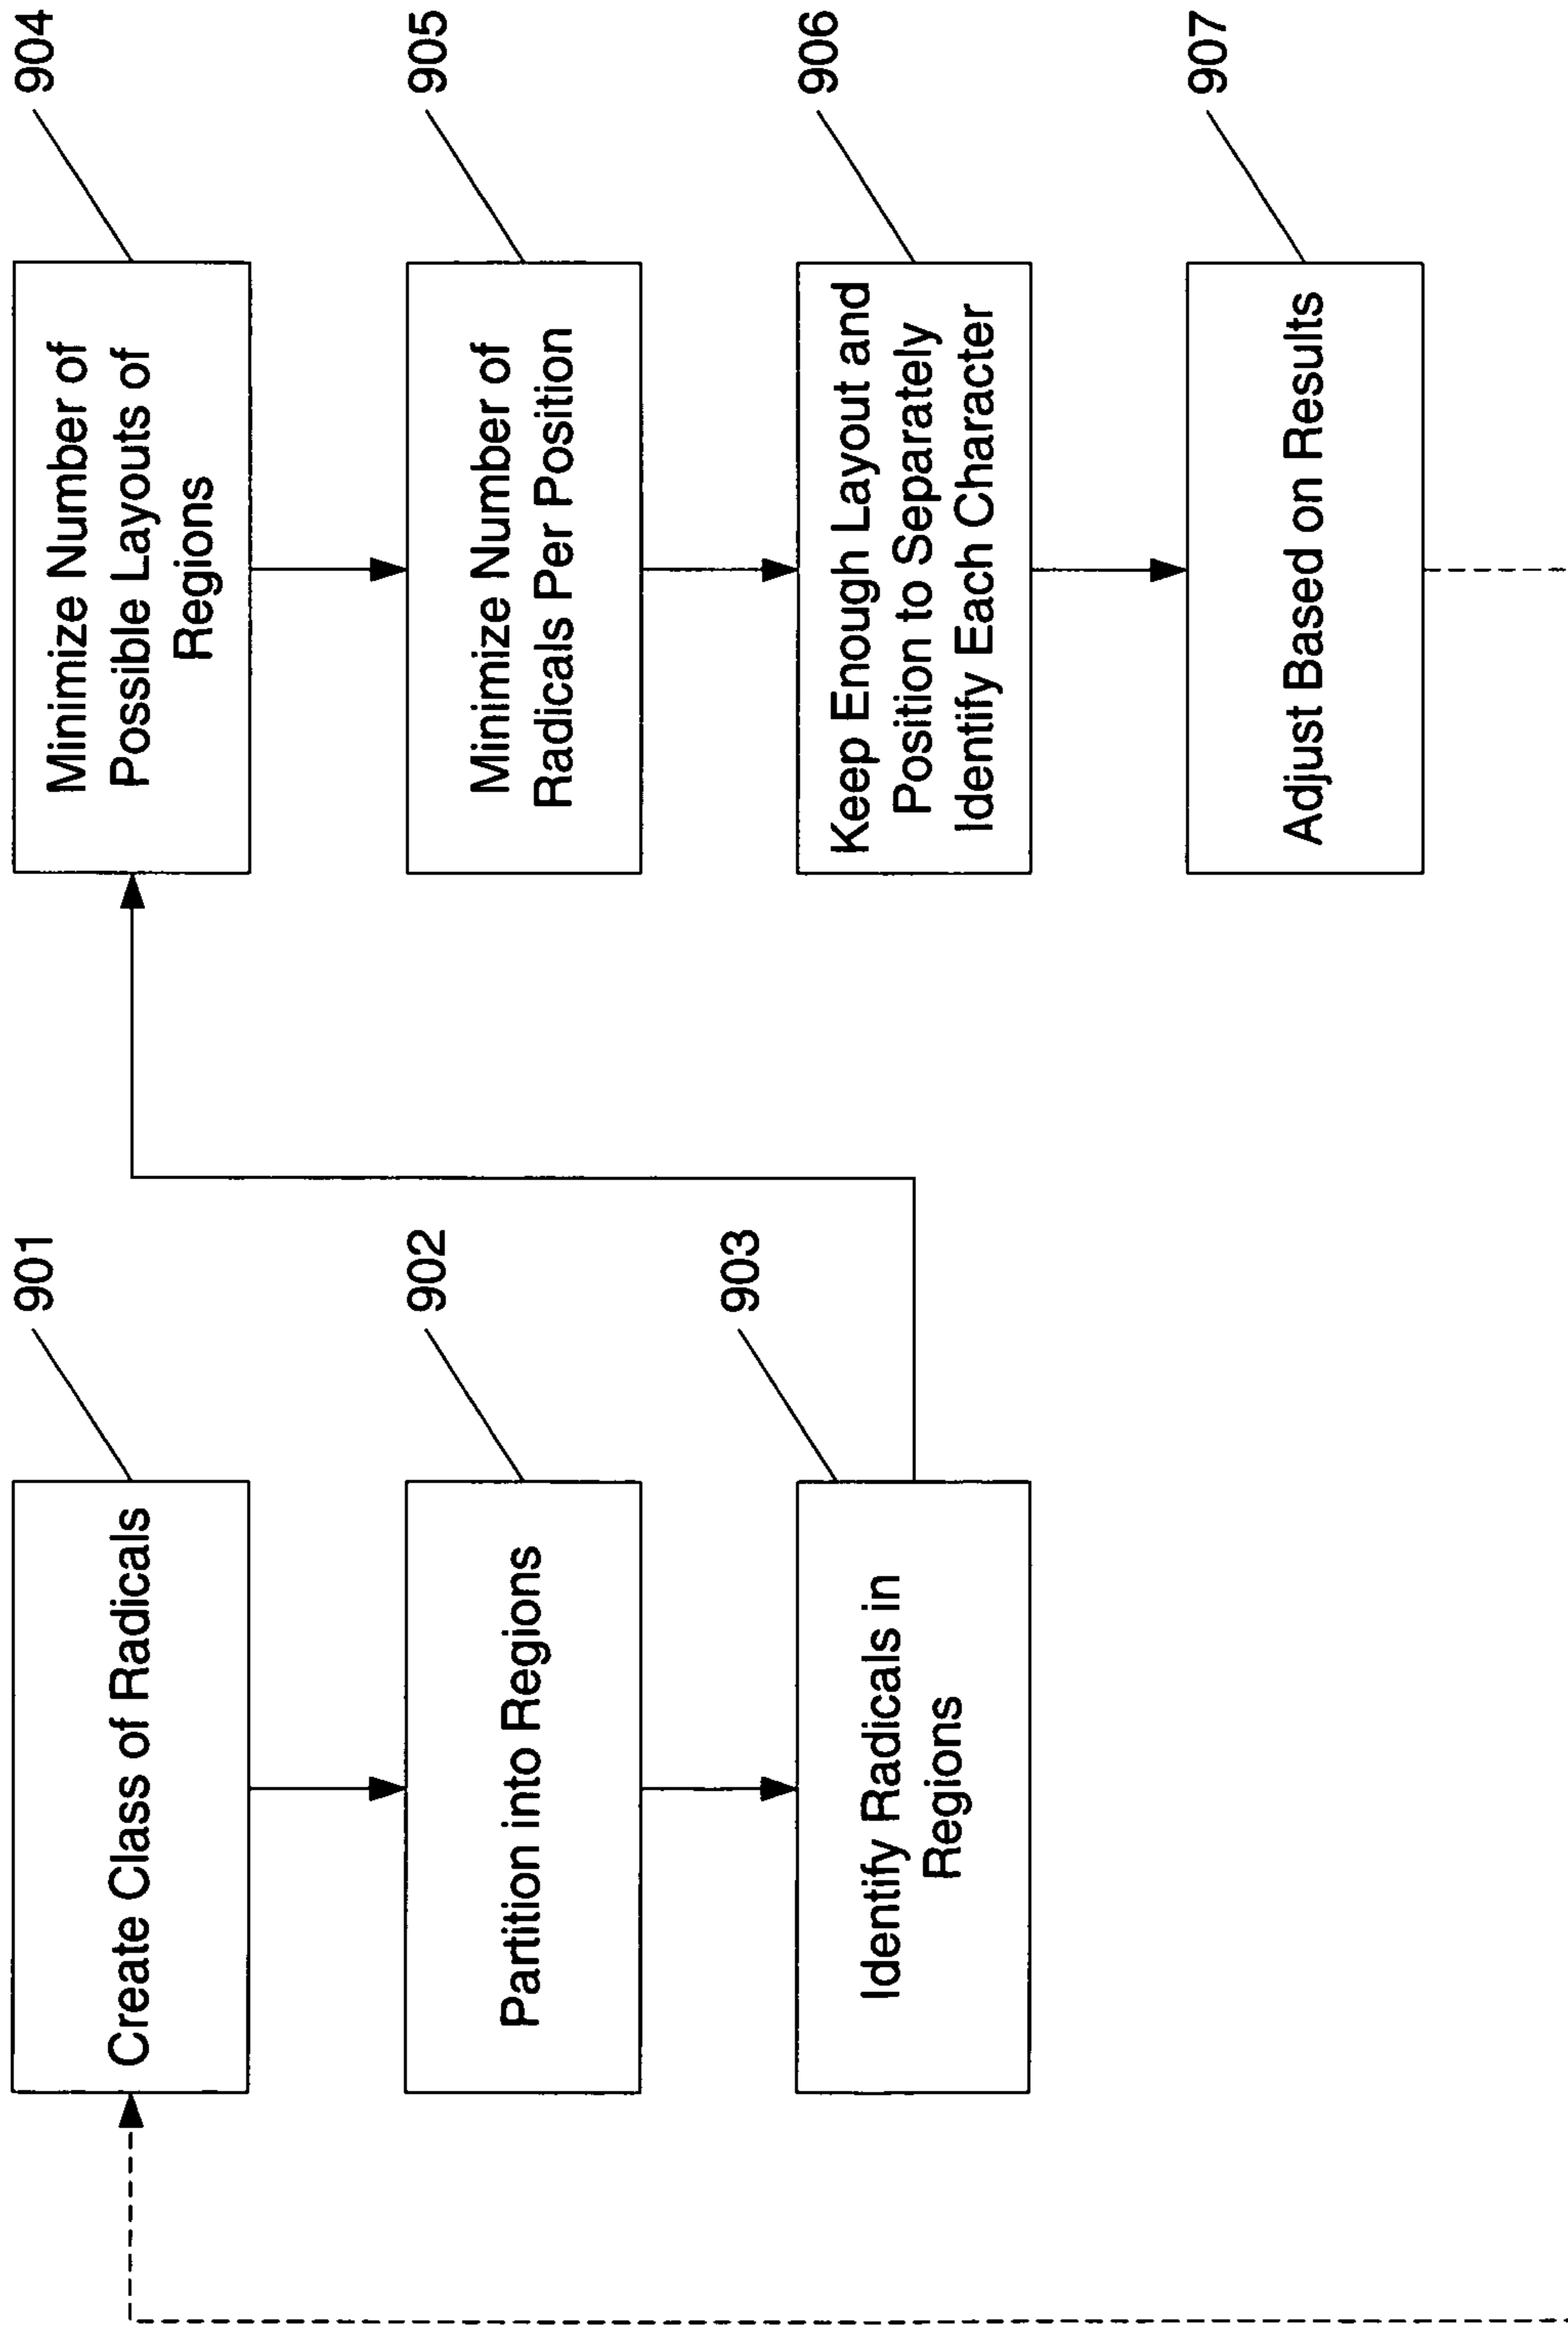 901
Create Class of Radicals
902
Partition into Regions
903
Identify Radicals in
Regions
904
Minimize Number of
Possible Layouts of
Regions
905
Minimize Number of
Radicals Per Position
906
Keep Enough Layout and
Position to Separately
Identify Each Character
907
Adjust Based on Results